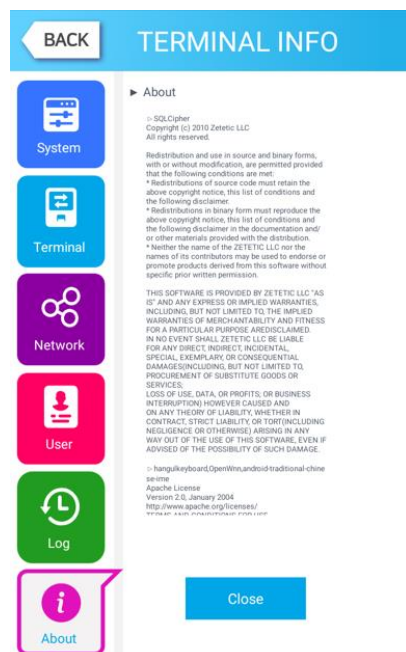 BACK
TERMINAL INFO
System
Terminal
Network
User
Log
About
► About
▷ SQLCipher
Copyright (c) 2010 Zetetic LLC
All rights reserved.
Redistribution and use in source and binary forms,
with or without modification, are permitted provided
that the following conditions are met:
* Redistributions of source code must retain the
above copyright notice, this list of conditions and
the following disclaimer.
* Redistributions in binary form must reproduce the
above copyright notice, this list of conditions and
the following disclaimer in the documentation and/
or other materials provided with the distribution.
* Neither the name of the ZETETIC LLC nor the
names of its contributors may be used to endorse or
promote products derived from this software without
specific prior written permission.
THIS SOFTWARE IS PROVIDED BY ZETETIC LLC "AS
IS" AND ANY EXPRESS OR IMPLIED WARRANTIES,
INCLUDING, BUT NOT LIMITED TO, THE IMPLIED
WARRANTIES OF MERCHANTABILITY AND FITNESS
FOR A PARTICULAR PURPOSE AREDISCLAIMED.
IN NO EVENT SHALL ZETETIC LLC BE LIABLE
FOR ANY DIRECT, INDIRECT, INCIDENTAL,
SPECIAL, EXEMPLARY, OR CONSEQUENTIAL
DAMAGES(INCLUDING, BUT NOT LIMITED TO,
PROCUREMENT OF SUBSTITUTE GOODS OR
SERVICES;
LOSS OF USE, DATA, OR PROFITS; OR BUSINESS
INTERRUPTION) HOWEVER CAUSED AND
ON ANY THEORY OF LIABILITY, WHETHER IN
CONTRACT, STRICT LIABILITY, OR TORT(INCLUDING
NEGLIGENCE OR OTHERWISE) ARISING IN ANY
WAY OUT OF THE USE OF THIS SOFTWARE, EVEN IF
ADVISED OF THE POSSIBILITY OF SUCH DAMAGE.
▷ hangulkeyboard,OpenWnn,android-traditional-chine
se-ime
Apache License
Version 2.0, January 2004
http://www.apache.org/licenses/
TERMS AND CONDITIONS FOR USE
Close